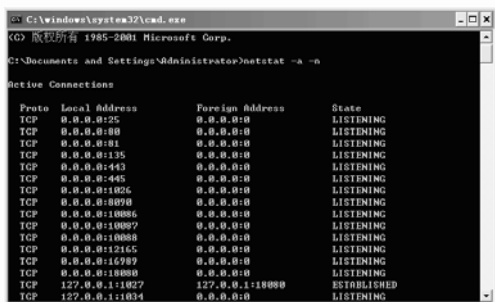 C:\windows\system32\cmd.exe
(C) 版权所有 1985-2001 Microsoft Corp.
C:\Documents and Settings\Administrator>netstat -a -n
Active Connections
Proto Local Address Foreign Address State
TCP 0.0.0.0:25 0.0.0.0:0 LISTENING
TCP 0.0.0.0:80 0.0.0.0:0 LISTENING
TCP 0.0.0.0:81 0.0.0.0:0 LISTENING
TCP 0.0.0.0:135 0.0.0.0:0 LISTENING
TCP 0.0.0.0:443 0.0.0.0:0 LISTENING
TCP 0.0.0.0:445 0.0.0.0:0 LISTENING
TCP 0.0.0.0:1026 0.0.0.0:0 LISTENING
TCP 0.0.0.0:8090 0.0.0.0:0 LISTENING
TCP 0.0.0.0:10086 0.0.0.0:0 LISTENING
TCP 0.0.0.0:10087 0.0.0.0:0 LISTENING
TCP 0.0.0.0:10088 0.0.0.0:0 LISTENING
TCP 0.0.0.0:12165 0.0.0.0:0 LISTENING
TCP 0.0.0.0:16989 0.0.0.0:0 LISTENING
TCP 0.0.0.0:18080 0.0.0.0:0 LISTENING
TCP 127.0.0.1:1027 127.0.0.1:18080 ESTABLISHED
TCP 127.0.0.1:1034 0.0.0.0:0 LISTENING